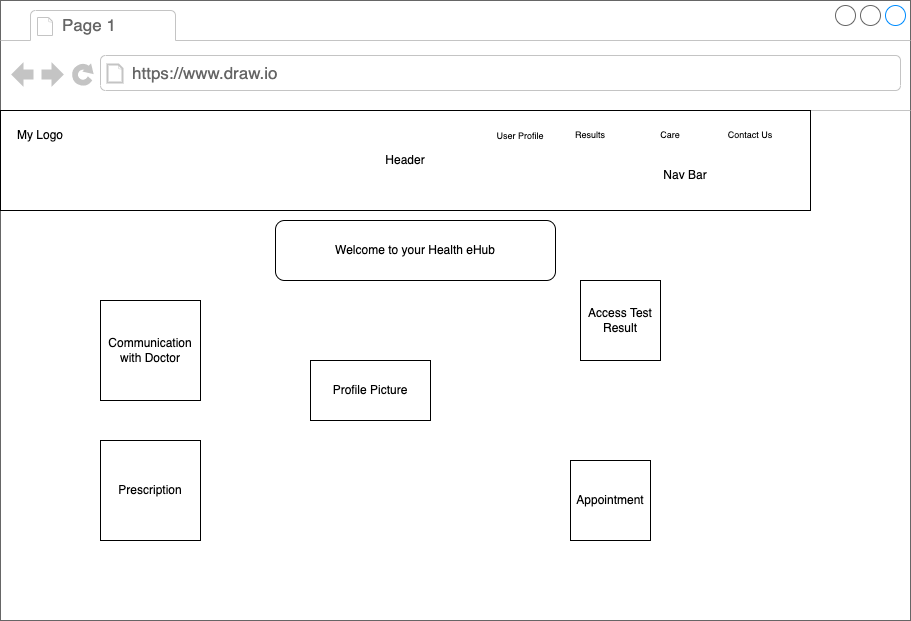 Page 1
https://www.draw.io
My Logo
User Profile
Results
Care
Contact Us
Header
Nav Bar
Welcome to your Health eHub
Access Test
Result
Communication
with Doctor
Profile Picture
Prescription
Appointment